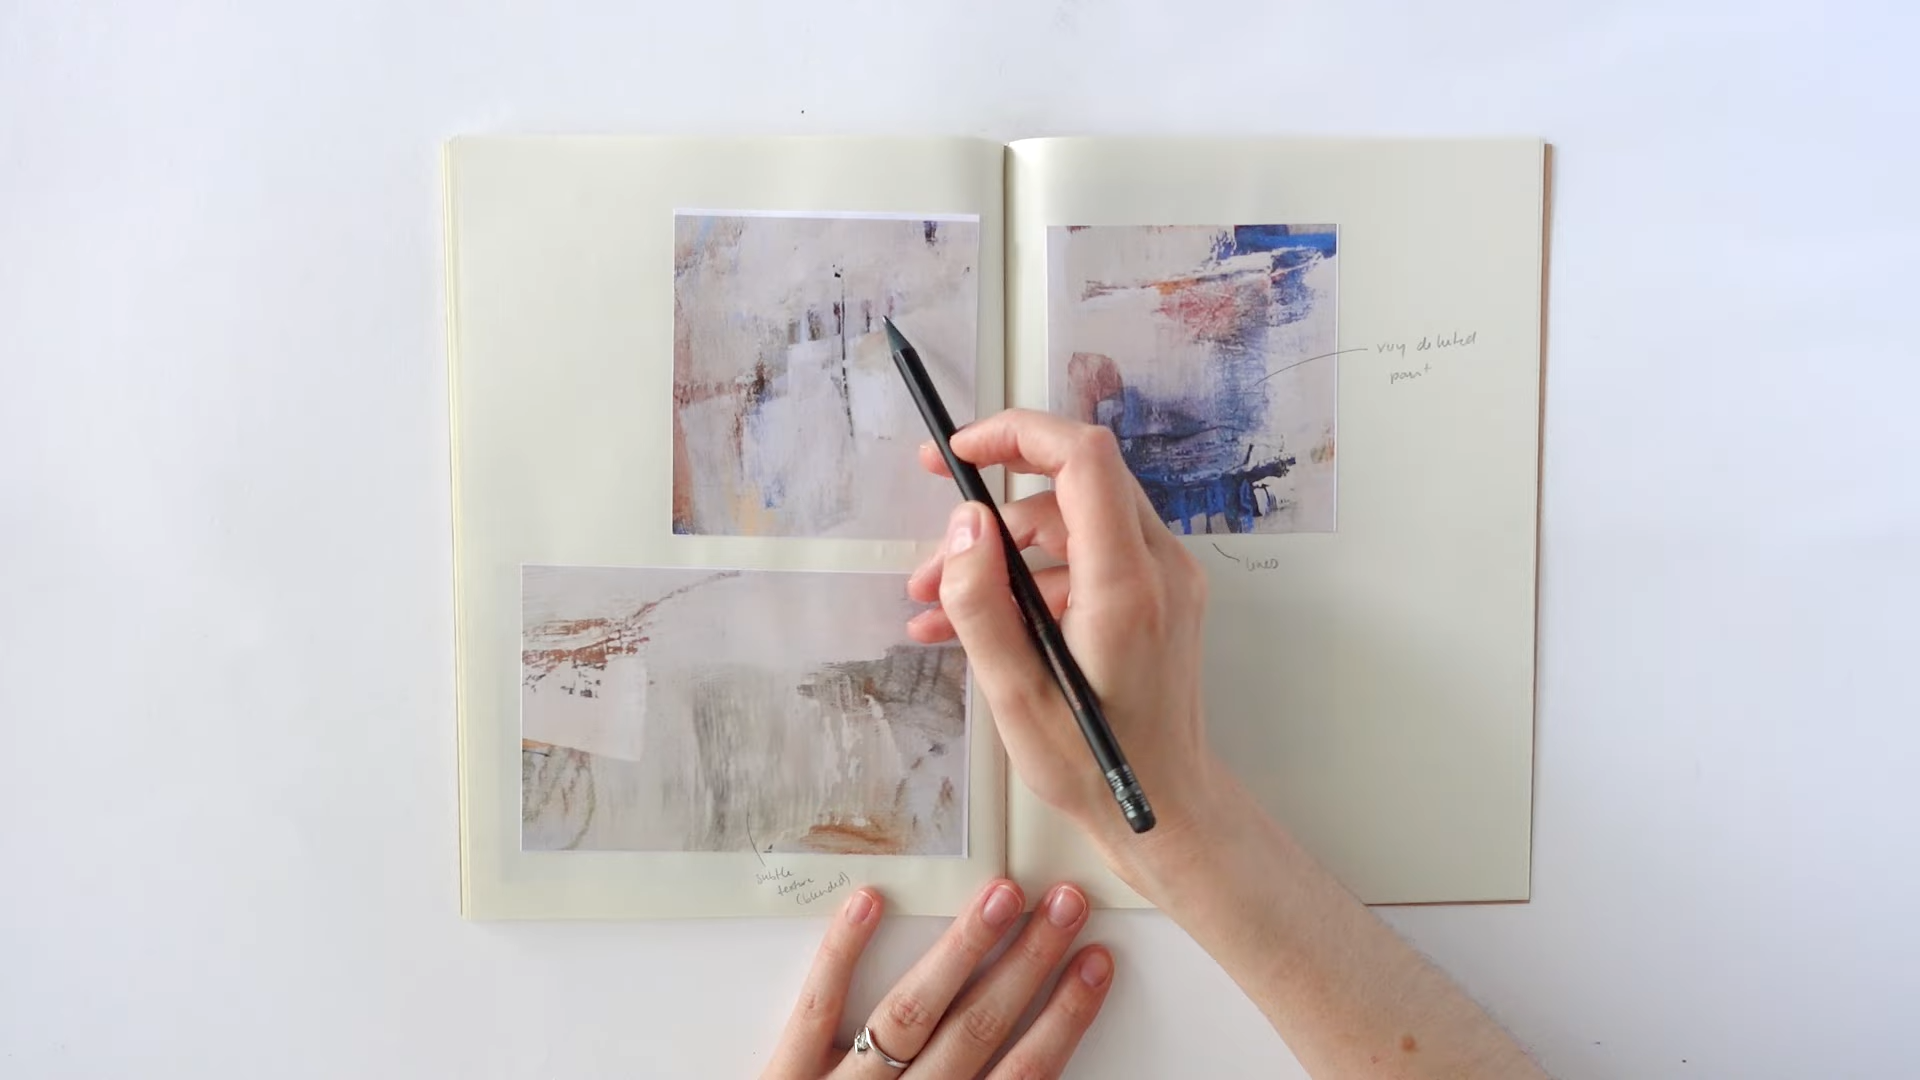 subtle
texture
(blended)
very diluted
paint
lines